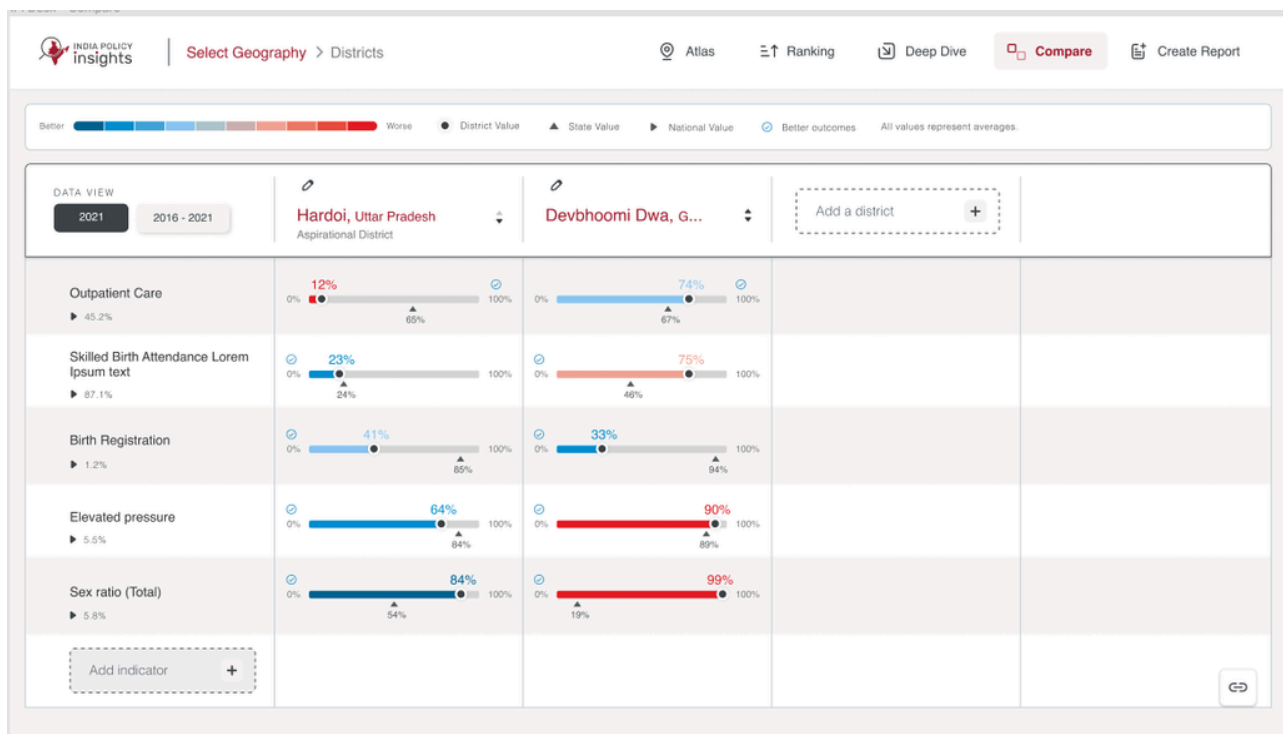 INDIA POLICY
insights
Select Geography > Districts
Atlas
Ranking
Deep Dive
Compare
Create Report
Better
Worse
District Value
State Value
National Value
Better outcomes
All values represent averages.
DATA VIEW
2021
2016 - 2021
Hardoi, Uttar Pradesh
Aspirational District
Devbhoomi Dwa, G...
Add a district +
Outpatient Care
45.2%
12%
0% 100%
65%
74%
0% 100%
67%
Skilled Birth Attendance Lorem
Ipsum text
87.1%
23%
0% 100%
24%
75%
0% 100%
46%
Birth Registration
1.2%
41%
0% 100%
85%
33%
0% 100%
94%
Elevated pressure
5.5%
64%
0% 100%
84%
90%
0% 100%
89%
Sex ratio (Total)
5.8%
84%
0% 100%
54%
99%
0% 100%
19%
Add indicator +